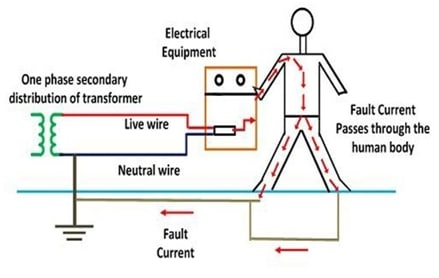 Electrical
Equipment
One phase secondary
distribution of transformer
Live wire
Neutral wire
Fault Current
Passes through the
human body
Fault
Current